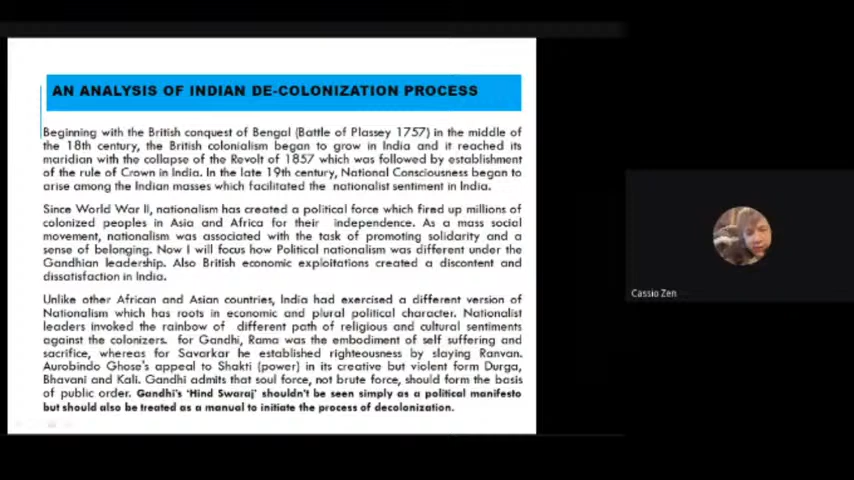 AN ANALYSIS OF INDIAN DE-COLONIZATION PROCESS
Beginning with the British conquest of Bengal (Battle of Plassey 1757) in the middle of
the 18th century, the British colonialism began to grow in India and it reached its
maridian with the collapse of the Revolt of 1857 which was followed by establishment
of the rule of Crown in India. In the late 19th century, National Consciousness began to
arise among the Indian masses which facilitated the nationalist sentiment in India.
Since World War II, nationalism has created a political force which fired up millions of
colonized peoples in Asia and Africa for their independence. As a mass social
movement, nationalism was associated with the task of promoting solidarity and a
sense of belonging. Now I will focus how Political nationalism was different under the
Gandhian leadership. Also British economic exploitations created a discontent and
dissatisfaction in India.
Unlike other African and Asian countries, India had exercised a different version of
Nationalism which has roots in economic and plural political character. Nationalist
leaders invoked the rainbow of different path of religious and cultural sentiments
against the colonizers. for Gandhi, Rama was the embodiment of self suffering and
sacrifice, whereas for Savarkar he established righteousness by slaying Ranvan.
Aurobindo Ghose's appeal to Shakti (power) in its creative but violent form Durga,
Bhavani and Kali. Gandhi admits that soul force, not brute force, should form the basis
of public order. Gandhi's 'Hind Swaraj' shouldn't be seen simply as a political manifesto
but should also be treated as a manual to initiate the process of decolonization.
Cassio Zen